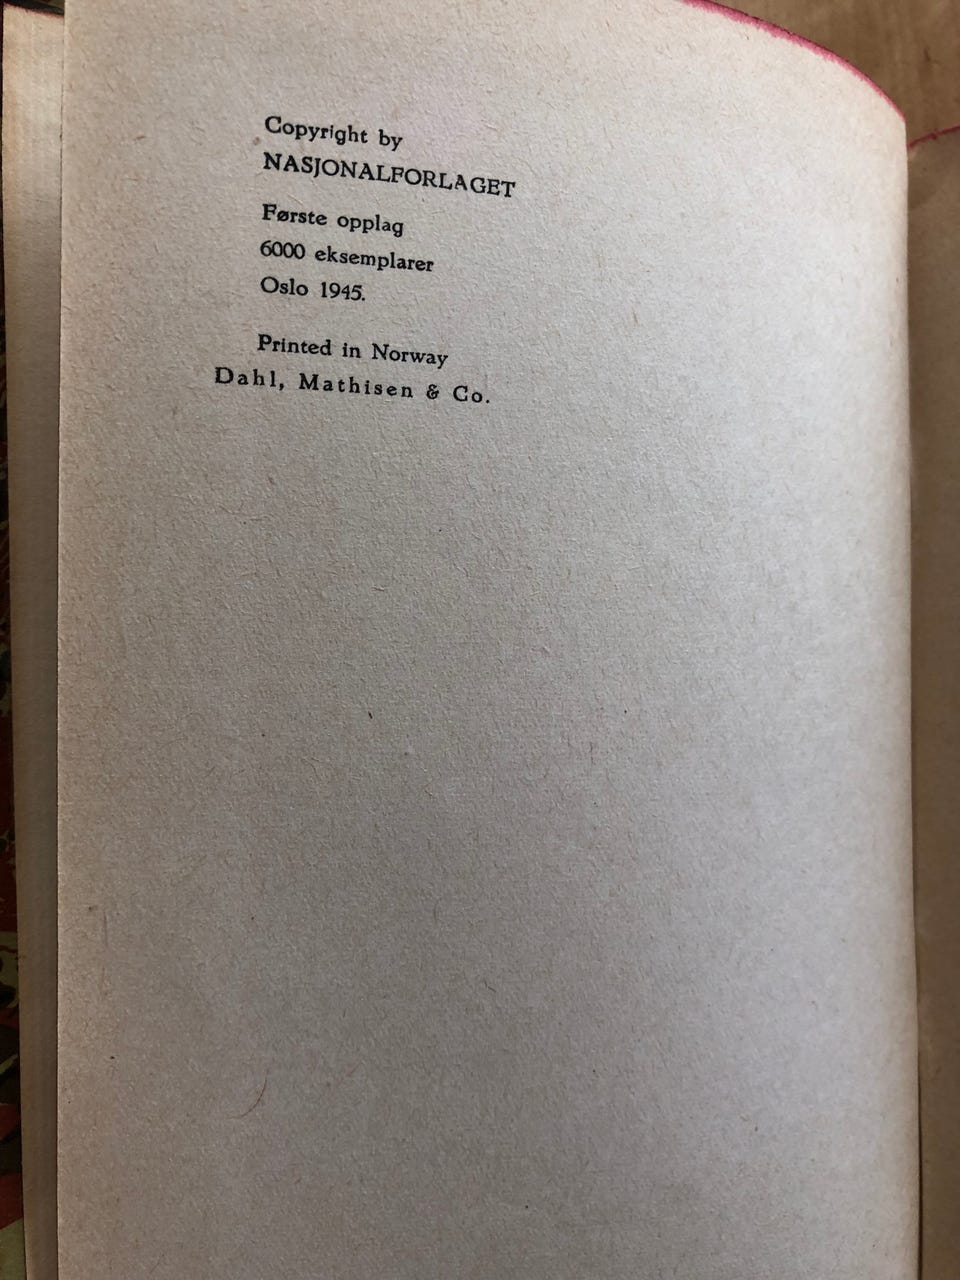 Copyright by
NASJONALFORLAGET
Første opplag
6000 eksemplarer
Oslo 1945.
Printed in Norway
Dahl, Mathisen & Co.